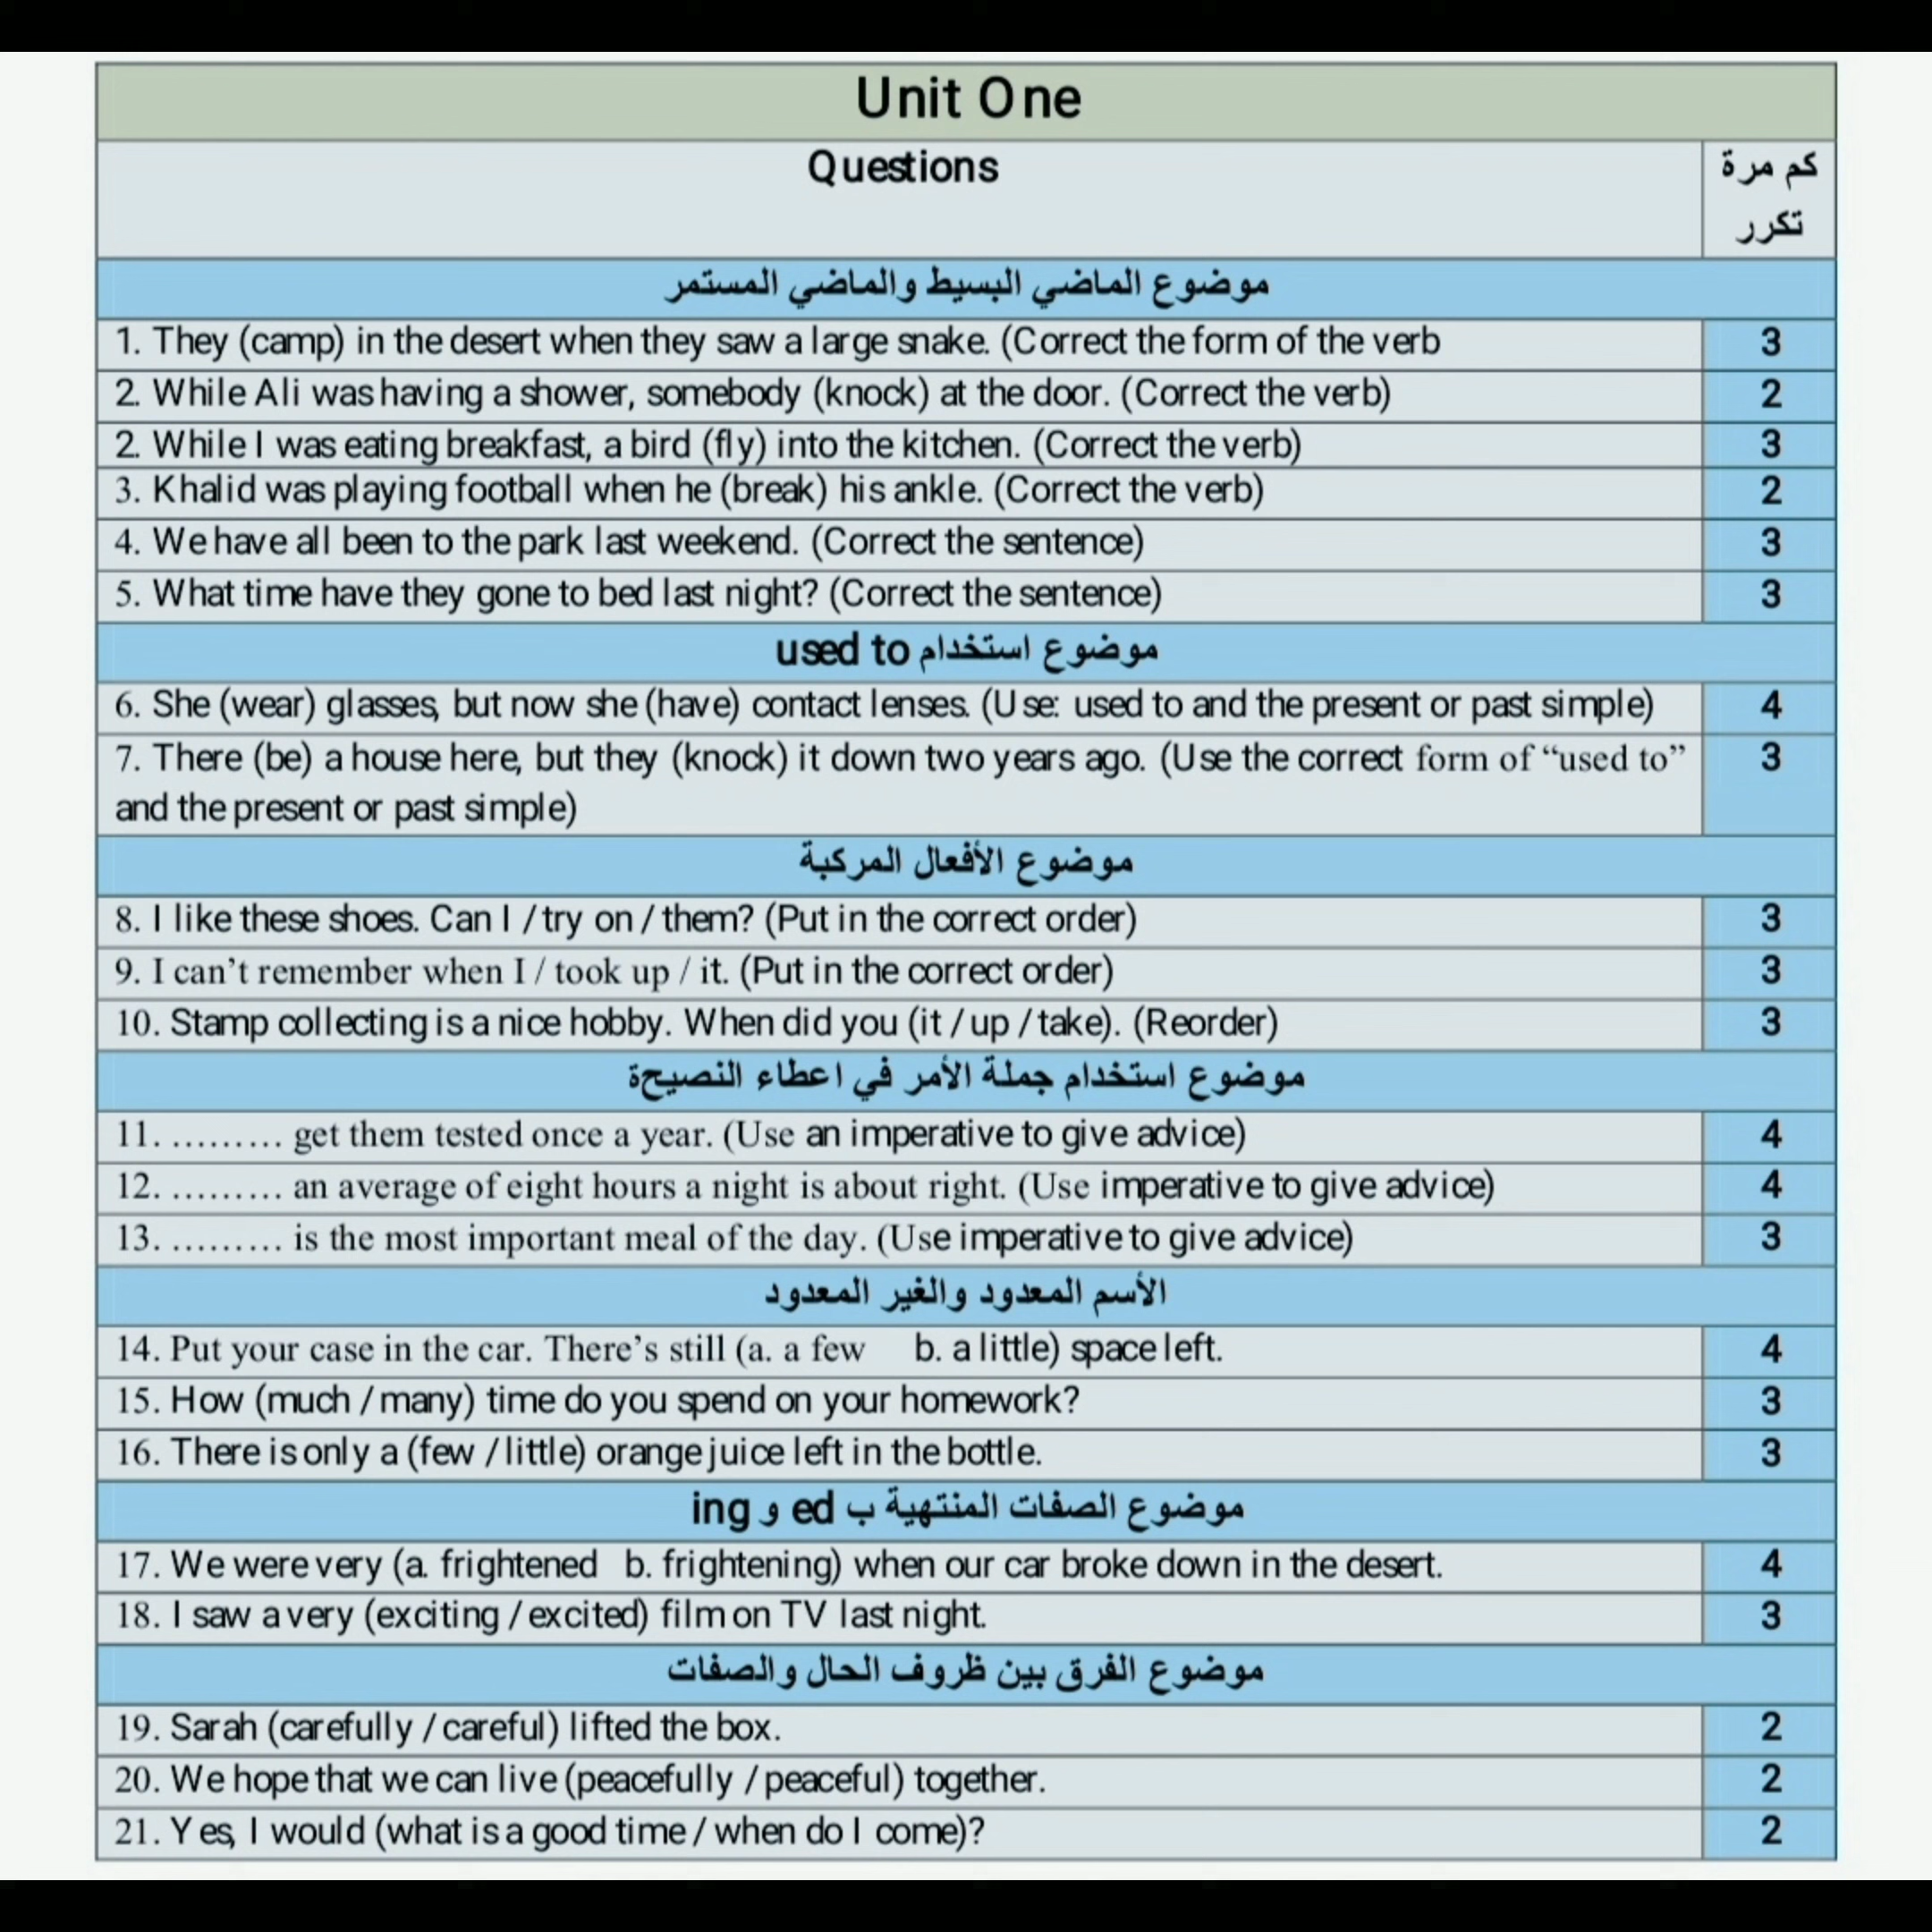 Unit One
Questions
كم مرة
تكرر
موضوع الماضي البسيط والماضي المستمر
1. They (camp) in the desert when they saw a large snake. (Correct the form of the verb 3
2. While Ali was having a shower, somebody (knock) at the door. (Correct the verb) 2
2. While I was eating breakfast, a bird (fly) into the kitchen. (Correct the verb) 3
3. Khalid was playing football when he (break) his ankle. (Correct the verb) 2
4. We have all been to the park last weekend. (Correct the sentence) 3
5. What time have they gone to bed last night? (Correct the sentence) 3
موضوع استخدام used to
6. She (wear) glasses, but now she (have) contact lenses. (Use: used to and the present or past simple) 4
7. There (be) a house here, but they (knock) it down two years ago. (Use the correct form of “used to” 3
and the present or past simple)
موضوع الأفعال المركبة
8. I like these shoes. Can I / try on / them? (Put in the correct order) 3
9. I can’t remember when I / took up / it. (Put in the correct order) 3
10. Stamp collecting is a nice hobby. When did you (it / up / take). (Reorder) 3
موضوع استخدام جملة الأمر في اعطاء النصيحة
11. ......... get them tested once a year. (Use an imperative to give advice) 4
12. ......... an average of eight hours a night is about right. (Use imperative to give advice) 4
13. ......... is the most important meal of the day. (Use imperative to give advice) 3
الأسم المعدود والغير المعدود
14. Put your case in the car. There’s still (a. a few b. a little) space left. 4
15. How (much / many) time do you spend on your homework? 3
16. There is only a (few / little) orange juice left in the bottle. 3
موضوع الصفات المنتهية ب ed و ing
17. We were very (a. frightened b. frightening) when our car broke down in the desert. 4
18. I saw a very (exciting / excited) film on TV last night. 3
موضوع الفرق بين ظروف الحال والصفات
19. Sarah (carefully / careful) lifted the box. 2
20. We hope that we can live (peacefully / peaceful) together. 2
21. Yes, I would (what is a good time / when do I come)? 2